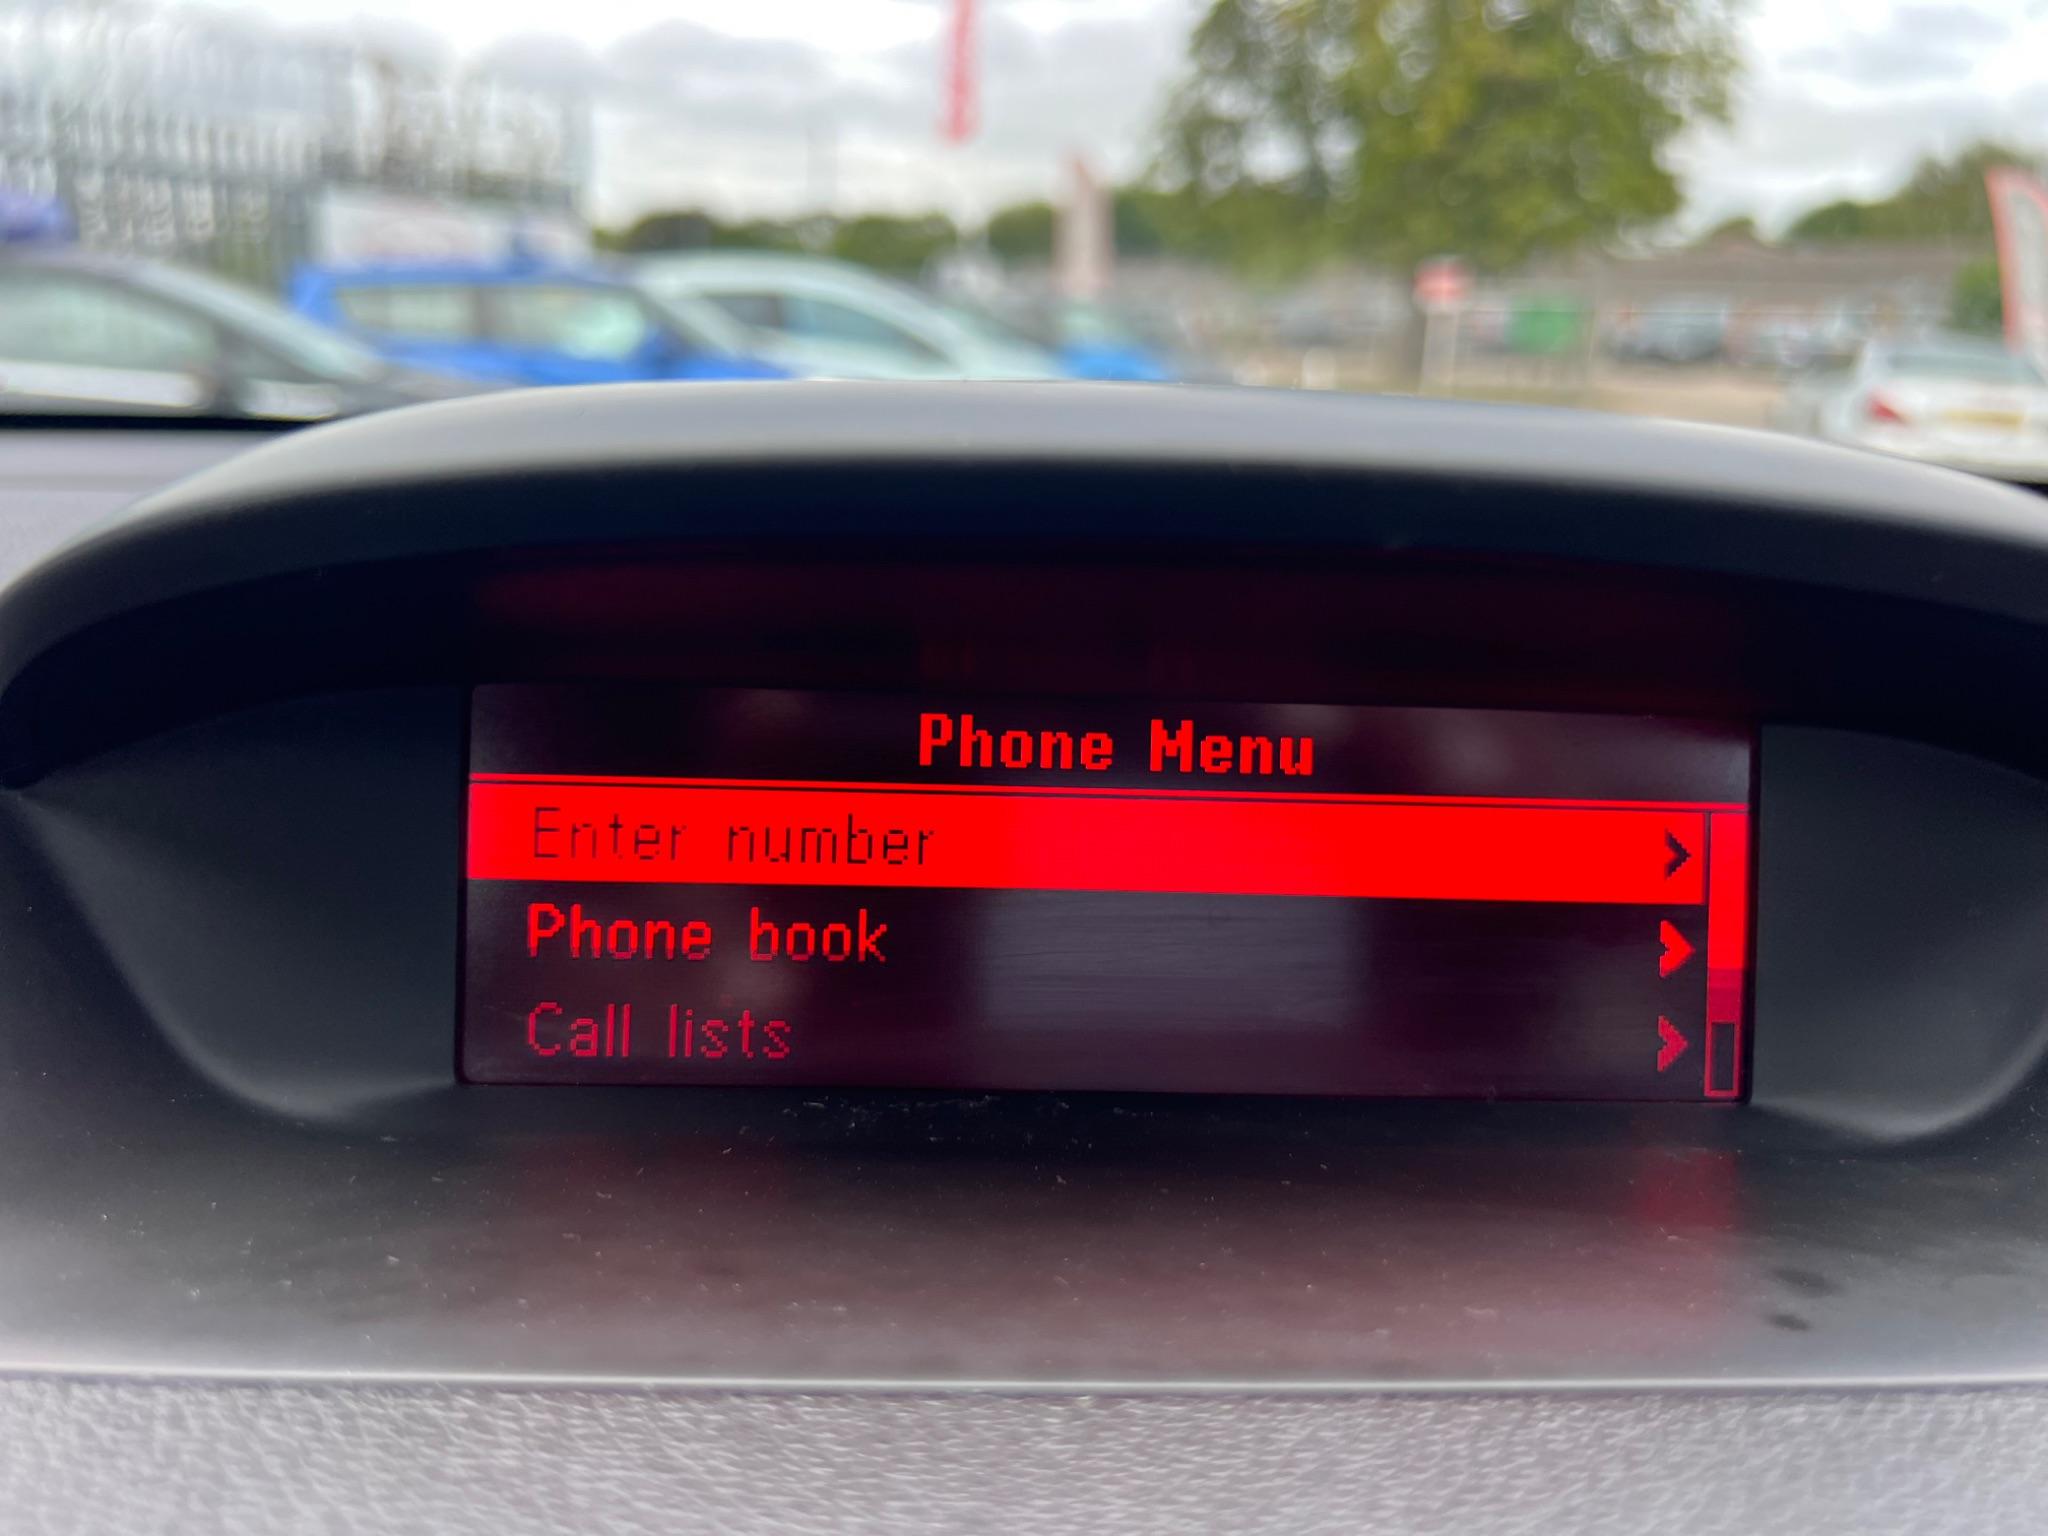 Phone Menu
Enter number
Phone book
Call lists